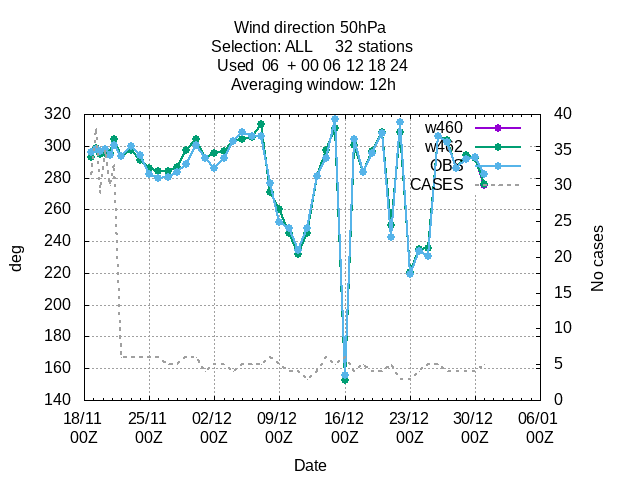 Wind direction 50hPa
Selection: ALL 32 stations
Used 06 + 00 06 12 18 24
Averaging window: 12h
320
300
280
260
240
220
200
180
160
140
deg
40
35
30
25
20
15
10
5
0
No cases
w460
w462
OBS
CASES
18/11 25/11 02/12 09/12 16/12 23/12 30/12 06/01
00Z 00Z 00Z 00Z 00Z 00Z 00Z 00Z
Date